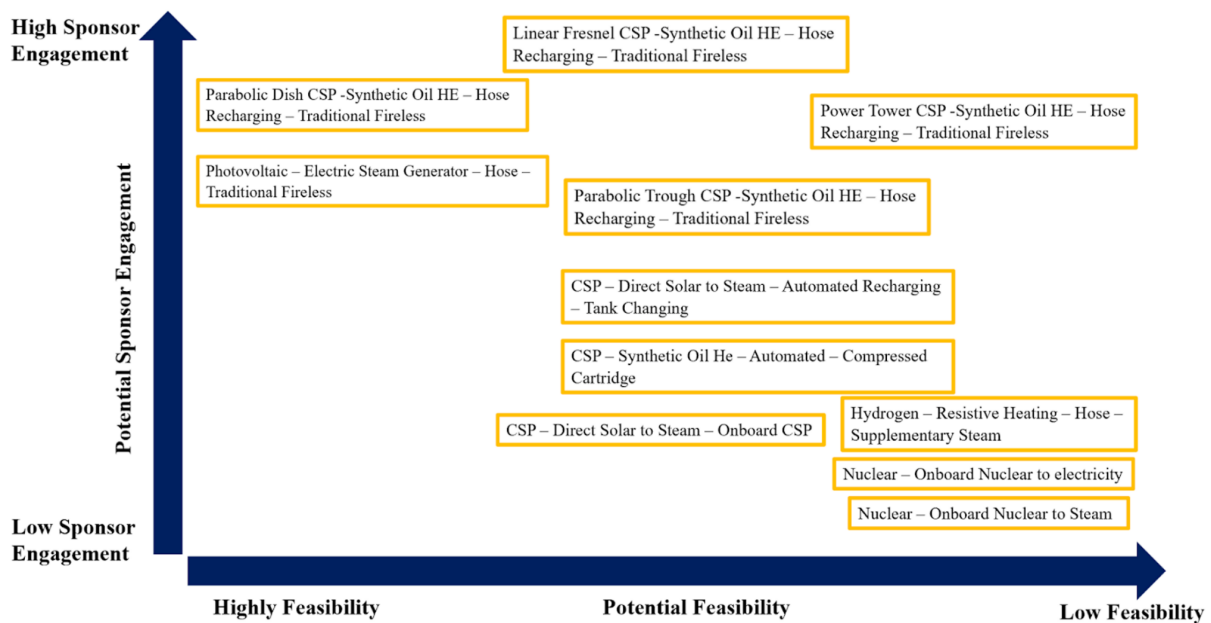 High Sponsor
Engagement
Linear Fresnel CSP -Synthetic Oil HE – Hose
Recharging – Traditional Fireless
Parabolic Dish CSP -Synthetic Oil HE – Hose
Recharging – Traditional Fireless
Power Tower CSP -Synthetic Oil HE – Hose
Recharging – Traditional Fireless
Photovoltaic – Electric Steam Generator – Hose –
Traditional Fireless
Parabolic Trough CSP -Synthetic Oil HE – Hose
Recharging – Traditional Fireless
Potential Sponsor Engagement
CSP – Direct Solar to Steam – Automated Recharging
– Tank Changing
CSP – Synthetic Oil He – Automated – Compressed
Cartridge
CSP – Direct Solar to Steam – Onboard CSP
Hydrogen – Resistive Heating – Hose –
Supplementary Steam
Nuclear – Onboard Nuclear to electricity
Nuclear – Onboard Nuclear to Steam
Low Sponsor
Engagement
Highly Feasibility
Potential Feasibility
Low Feasibility